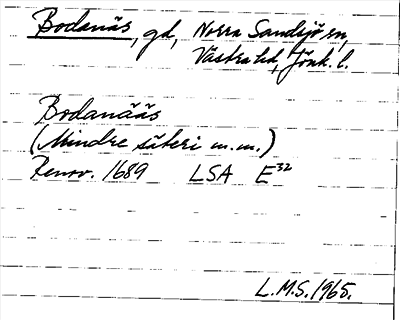 Bodanäs, gd, Norra Sandsjö sn,
Västra hd, Jönk. l.
Bodanääs
(Mindre säteri m.m.)
Renov. 1689 LSA E³²
L.M.S. 1965.